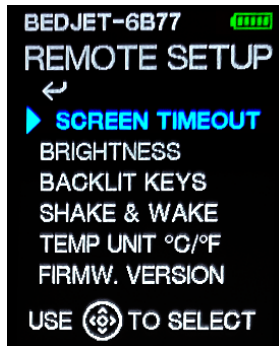 BEDJET-6B77
REMOTE SETUP
SCREEN TIMEOUT
BRIGHTNESS
BACKLIT KEYS
SHAKE & WAKE
TEMP UNIT °C/°F
FIRMW. VERSION
USE TO SELECT